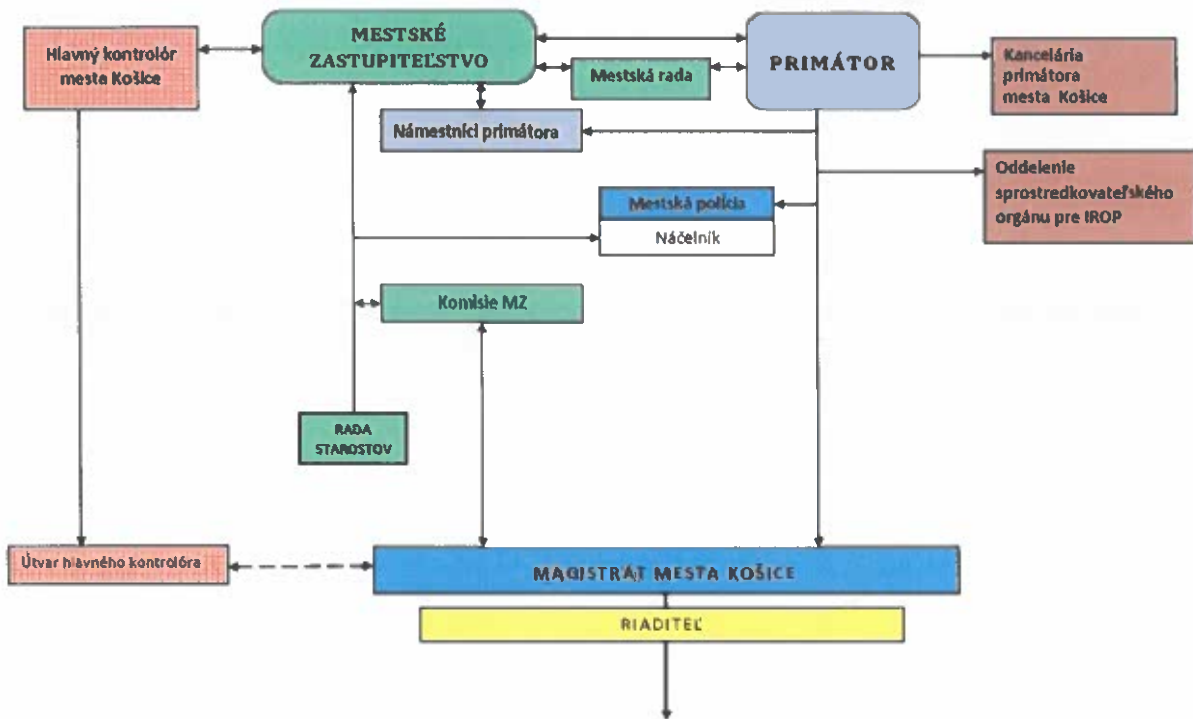 Hlavný kontrolór
mesta Košice
MESTSKÉ
ZASTUPITEĽSTVO
Mestská rada
PRIMÁTOR
Kancelária
primátora
mesta Košice
Námestníci primátora
Oddelenie
sprostredkovateľského
orgánu pre IROP
Mestská polícia
Náčelník
Komisie MZ
RADA
STAROSTOV
Útvar hlavného kontrolóra
MAGISTRÁT MESTA KOŠICE
RIADITEĽ